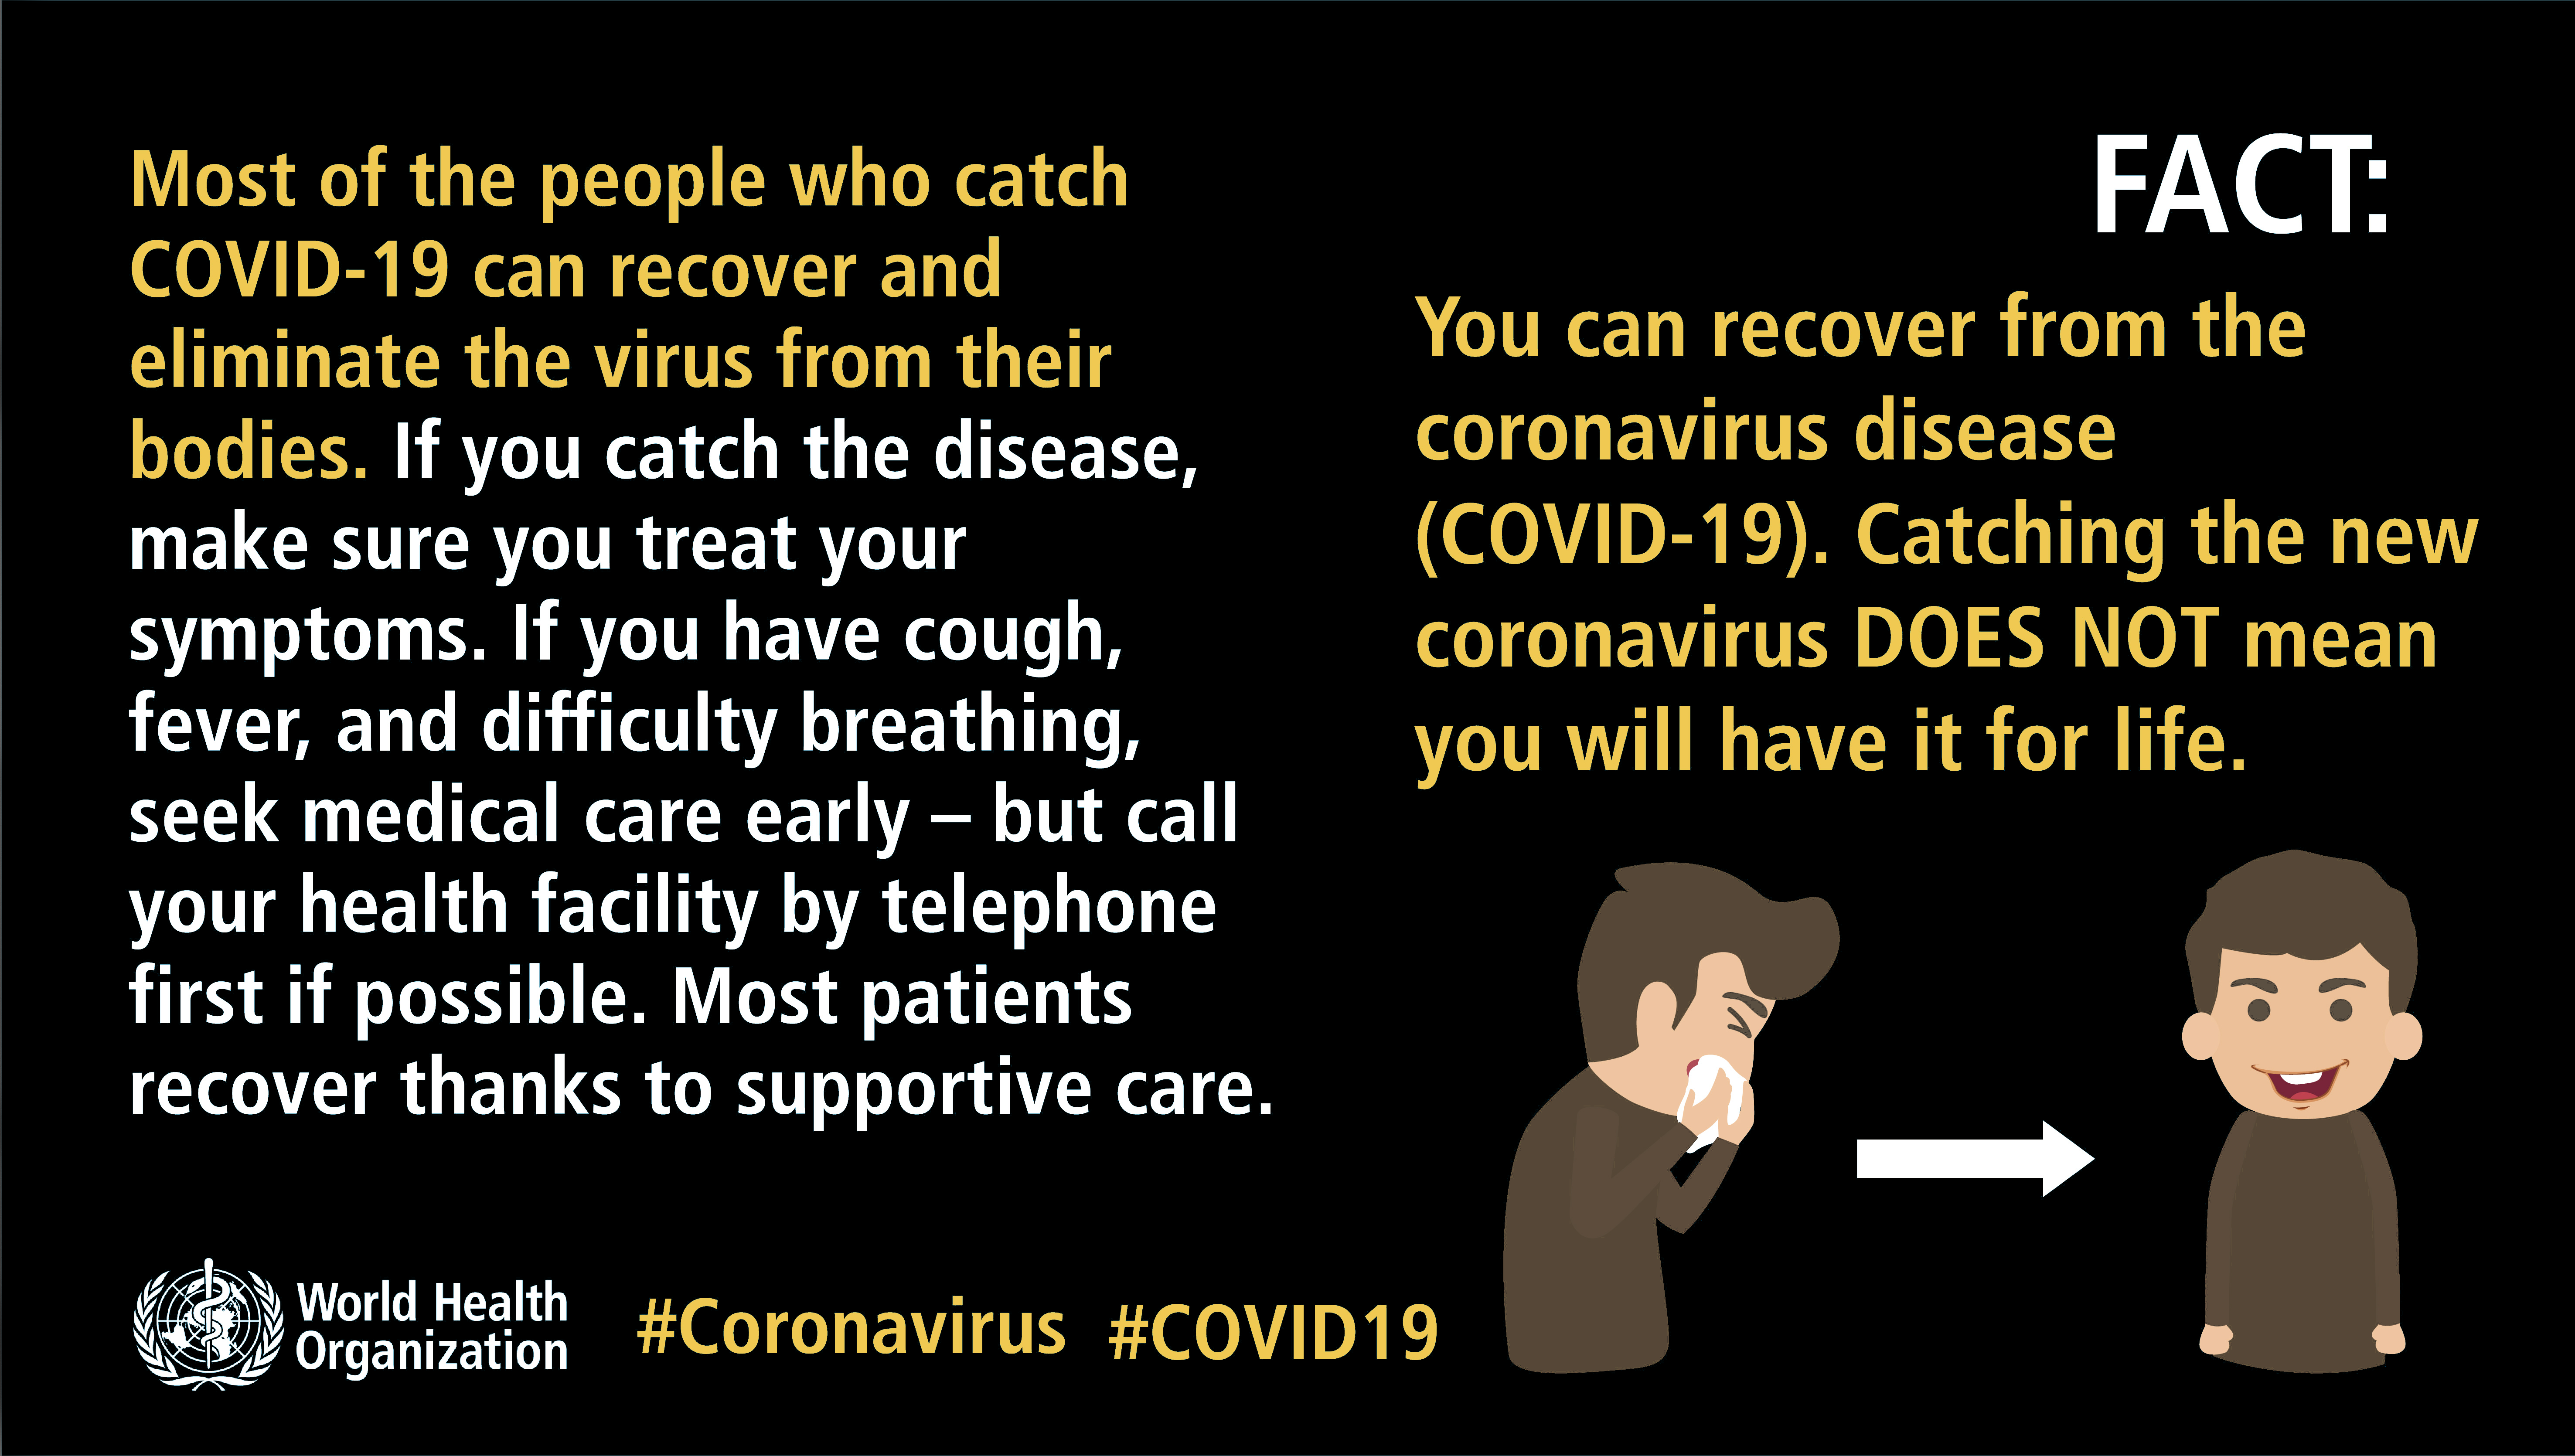 Most of the people who catch
COVID-19 can recover and
eliminate the virus from their
bodies. If you catch the disease,
make sure you treat your
symptoms. If you have cough,
fever, and difficulty breathing,
seek medical care early – but call
your health facility by telephone
first if possible. Most patients
recover thanks to supportive care.
FACT:
You can recover from the
coronavirus disease
(COVID-19). Catching the new
coronavirus DOES NOT mean
you will have it for life.
World Health
Organization
#Coronavirus #COVID19